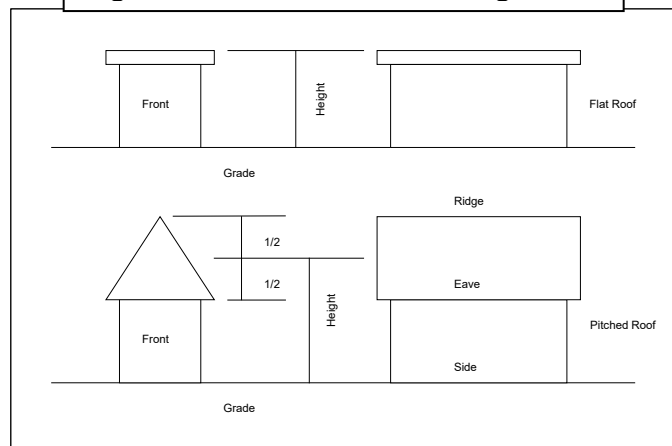 Front
Height
Flat Roof
Grade
Ridge
1/2
1/2
Eave
Height
Front
Pitched Roof
Side
Grade